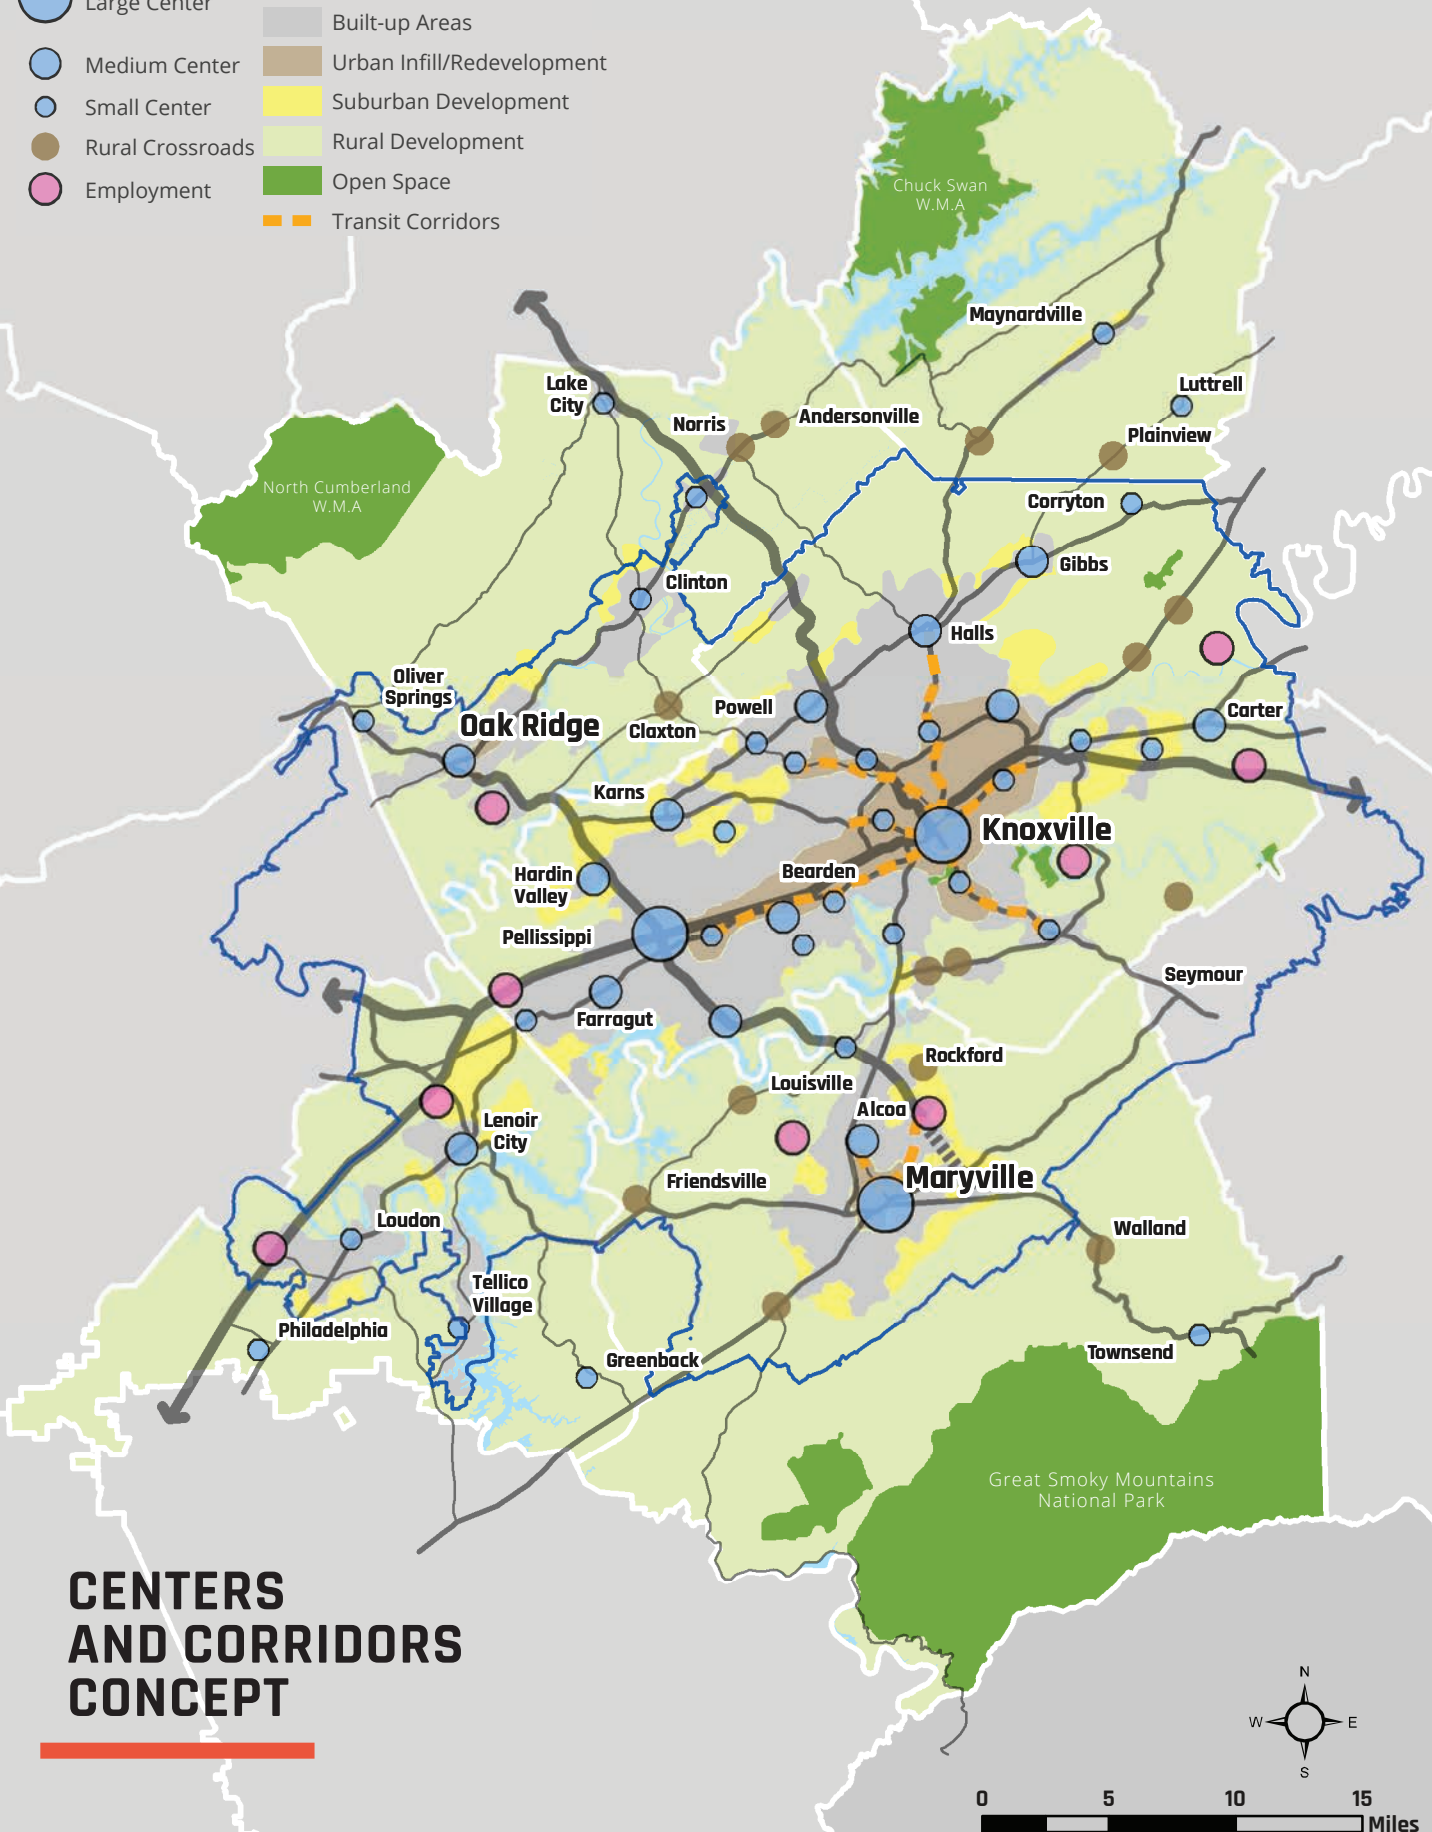 Large Center
Medium Center
Small Center
Rural Crossroads
Employment
Built-up Areas
Urban Infill/Redevelopment
Suburban Development
Rural Development
Open Space
Transit Corridors
Chuck Swan
W.M.A
Maynardville
Lake
City
Luttrell
Norris
Andersonville
Plainview
North Cumberland
W.M.A
Corryton
Gibbs
Clinton
Halls
Oliver
Springs
Oak Ridge
Powell
Carter
Claxton
Karns
Knoxville
Bearden
Hardin
Valley
Pellissippi
Seymour
Farragut
Rockford
Louisville
Alcoa
Lenoir
City
Friendsville
Maryville
Loudon
Walland
Tellico
Village
Philadelphia
Greenback
Townsend
Great Smoky Mountains
National Park
CENTERS
AND CORRIDORS
CONCEPT
N
W E
S
0 5 10 15
Miles